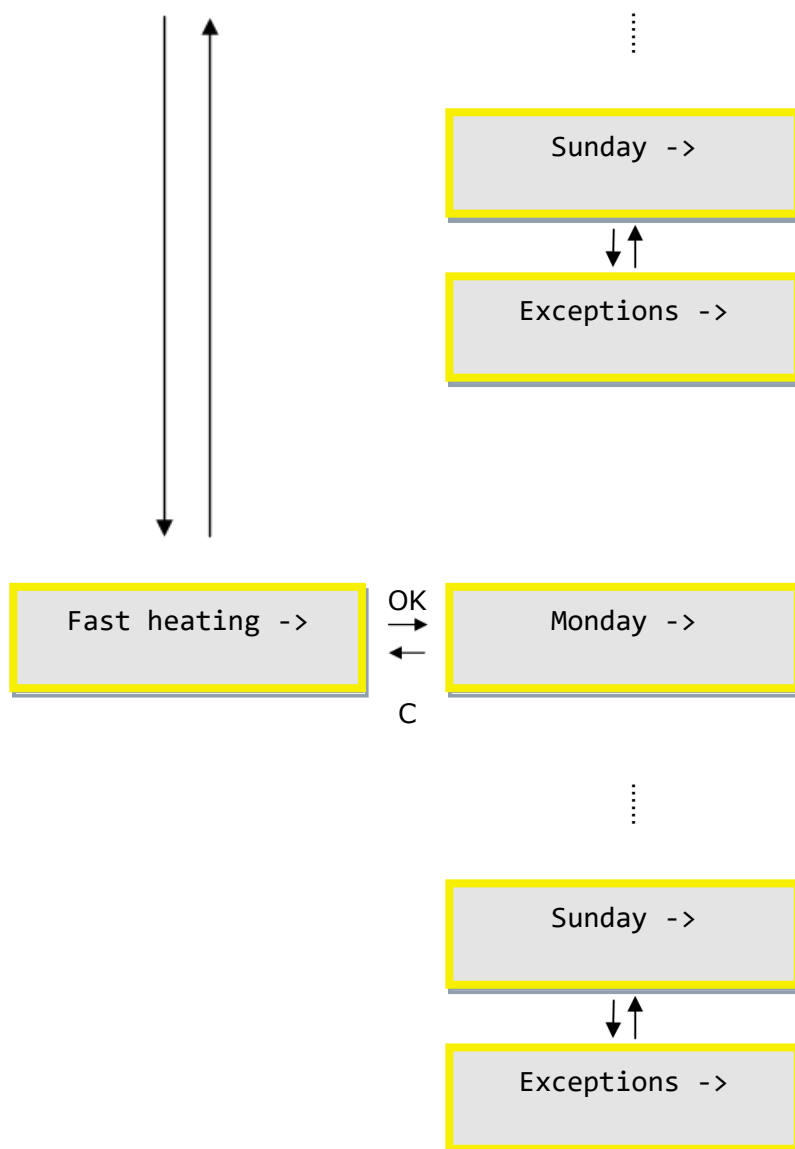 Sunday ->
Exceptions ->
Fast heating ->
OK
C
Monday ->
Sunday ->
Exceptions ->